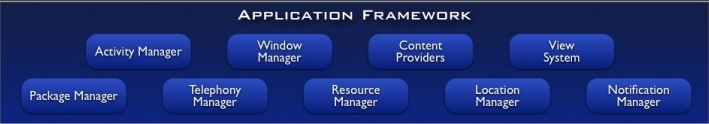 APPLICATION FRAMEWORK
Activity Manager
Window
Manager
Content
Providers
View
System
Package Manager
Telephony
Manager
Resource
Manager
Location
Manager
Notification
Manager